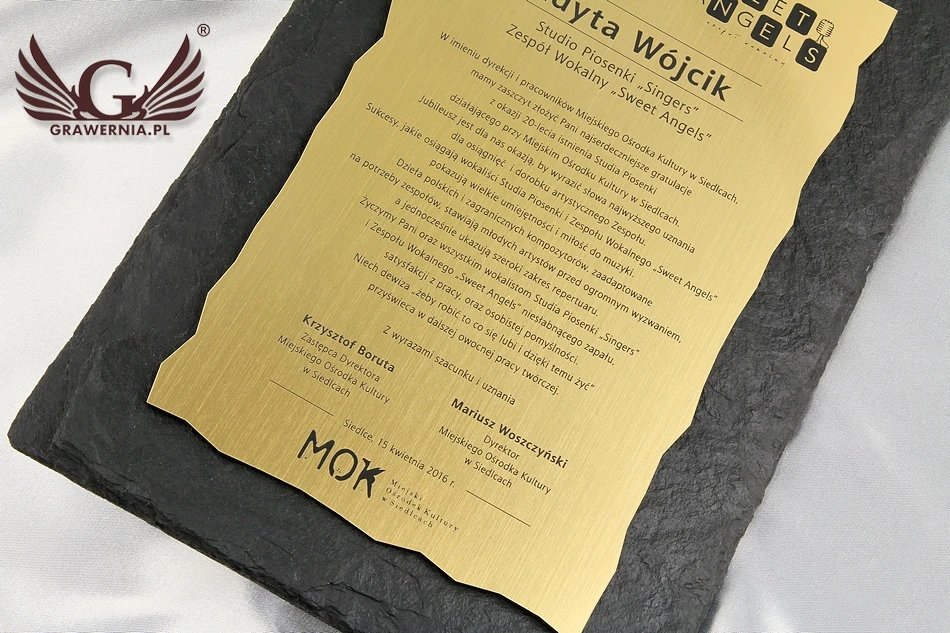 G
®
GRAWERNIA.PL
ET
ANGELS
dyta Wójcik
Studio Piosenki „Singers”
Zespół Wokalny „Sweet Angels”
W imieniu dyrekcji i pracowników Miejskiego Ośrodka Kultury w Siedlcach,
mamy zaszczyt złożyć Pani najserdeczniejsze gratulacje
z okazji 20-lecia istnienia Studia Piosenki
działającego przy Miejskim Ośrodku Kultury w Siedlcach.
Jubileusz jest dla nas okazją, by wyrazić słowa najwyższego uznania
dla osiągnięć i dorobku artystycznego Zespołu.
Sukcesy, jakie osiągają wokaliści Studia Piosenki i Zespołu Wokalnego „Sweet Angels”
pokazują wielkie umiejętności i miłość do muzyki.
Dzieła polskich i zagranicznych kompozytorów, zaadaptowane
na potrzeby zespołów, stawiają młodych artystów przed ogromnym wyzwaniem,
a jednocześnie ukazują szeroki zakres repertuaru.
Życzymy Pani oraz wszystkim wokalistom Studia Piosenki „Singers”
i Zespołu Wokalnego „Sweet Angels” niesłabnącego zapału,
satysfakcji z pracy, oraz osobistej pomyślności.
Niech dewiza „żeby robić to co się lubi i dzięki temu żyć”
przyświeca w dalszej owocnej pracy twórczej.
Z wyrazami szacunku i uznania
Krzysztof Boruta
Zastępca Dyrektora
Miejskiego Ośrodka Kultury
w Siedlcach
Mariusz Woszczyński
Dyrektor
Miejskiego Ośrodka Kultury
w Siedlcach
Siedlce, 15 kwietnia 2016 r.
MOK
Miejski
Ośrodek Kultury
w Siedlcach